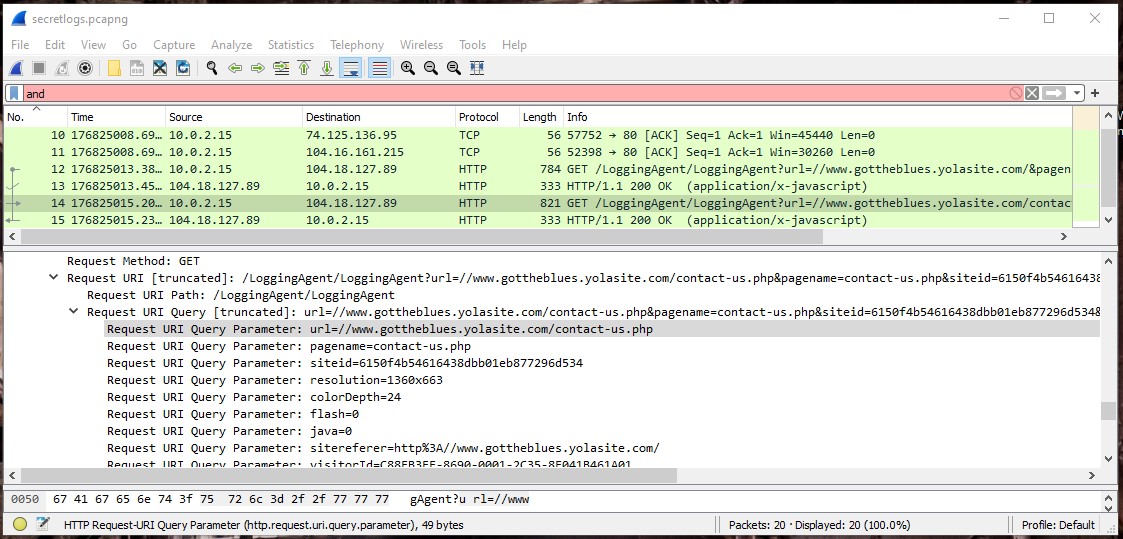 secretlogs.pcapng
File Edit View Go Capture Analyze Statistics Telephony Wireless Tools Help
and
No. Time Source Destination Protocol Length Info
10 176825008.69... 10.0.2.15 74.125.136.95 TCP 56 57752 → 80 [ACK] Seq=1 Ack=1 Win=45440 Len=0
11 176825008.69... 10.0.2.15 104.16.161.215 TCP 56 52398 → 80 [ACK] Seq=1 Ack=1 Win=30260 Len=0
12 176825013.38... 10.0.2.15 104.18.127.89 HTTP 784 GET /LoggingAgent/LoggingAgent?url=//www.gottheblues.yolasite.com/&pagen
13 176825013.45... 104.18.127.89 10.0.2.15 HTTP 333 HTTP/1.1 200 OK (application/x-javascript)
14 176825015.20... 10.0.2.15 104.18.127.89 HTTP 821 GET /LoggingAgent/LoggingAgent?url=//www.gottheblues.yolasite.com/contac
15 176825015.23... 104.18.127.89 10.0.2.15 HTTP 333 HTTP/1.1 200 OK (application/x-javascript)
Request Method: GET
Request URI [truncated]: /LoggingAgent/LoggingAgent?url=//www.gottheblues.yolasite.com/contact-us.php&pagename=contact-us.php&siteid=6150f4b54616438
Request URI Path: /LoggingAgent/LoggingAgent
Request URI Query [truncated]: url=//www.gottheblues.yolasite.com/contact-us.php&pagename=contact-us.php&siteid=6150f4b54616438dbb01eb877296d534&
Request URI Query Parameter: url=//www.gottheblues.yolasite.com/contact-us.php
Request URI Query Parameter: pagename=contact-us.php
Request URI Query Parameter: siteid=6150f4b54616438dbb01eb877296d534
Request URI Query Parameter: resolution=1360x663
Request URI Query Parameter: colorDepth=24
Request URI Query Parameter: flash=0
Request URI Query Parameter: java=0
Request URI Query Parameter: sitereferer=http%3A//www.gottheblues.yolasite.com/
Request URI Query Parameter:
0050 67 41 67 65 6e 74 3f 75 72 6c 3d 2f 2f 77 77 77 gAgent?u rl=//www
HTTP Request-URI Query Parameter (http.request.uri.query.parameter), 49 bytes Packets: 20 · Displayed: 20 (100.0%) Profile: Default